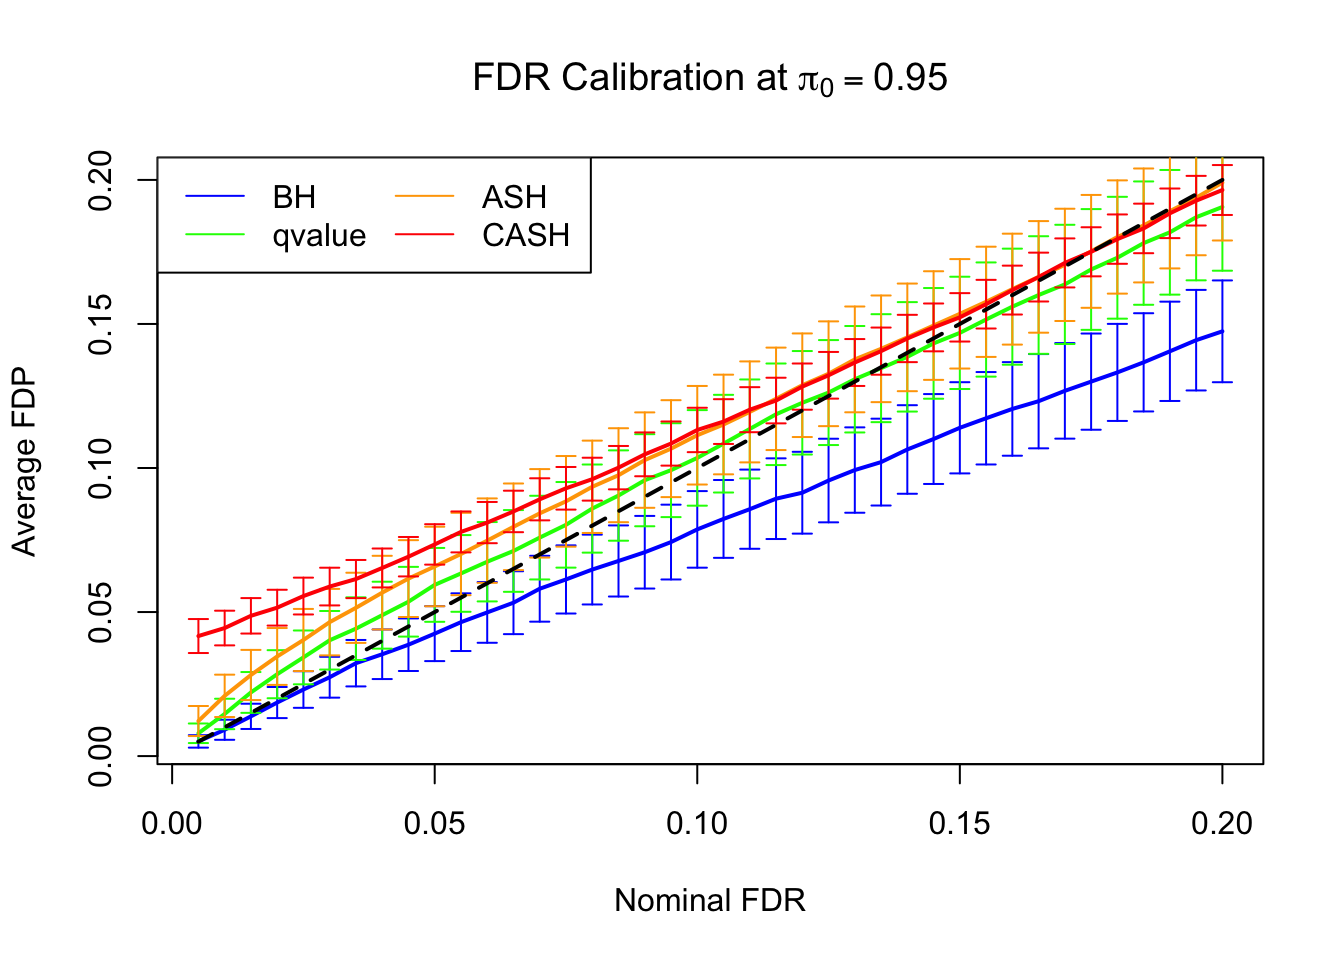 FDR Calibration at π₀ = 0.95
BH ASH
qvalue CASH
Average FDP
0.20
0.15
0.10
0.05
0.00
0.00 0.05 0.10 0.15 0.20
Nominal FDR